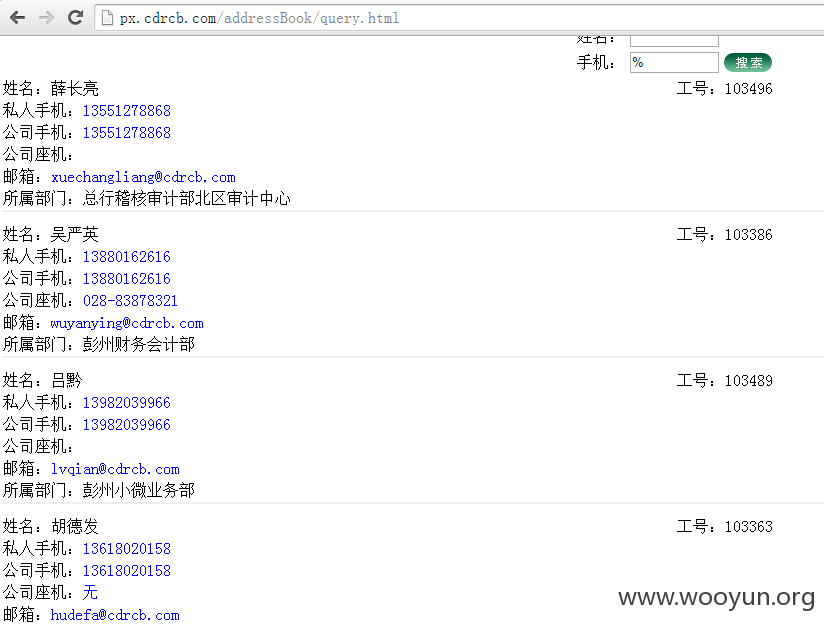 px.cdrcb.com/addressBook/query.html
姓名：
手机： % 搜索
姓名：薛长亮 工号：103496
私人手机：13551278868
公司手机：13551278868
公司座机：
邮箱：xuechangliang@cdrcb.com
所属部门：总行稽核审计部北区审计中心
姓名：吴严英 工号：103386
私人手机：13880162616
公司手机：13880162616
公司座机：028-83878321
邮箱：wuyanying@cdrcb.com
所属部门：彭州财务会计部
姓名：吕黔 工号：103489
私人手机：13982039966
公司手机：13982039966
公司座机：
邮箱：lvqian@cdrcb.com
所属部门：彭州小微业务部
姓名：胡德发 工号：103363
私人手机：13618020158
公司手机：13618020158
公司座机：无
邮箱：hudefa@cdrcb.com
www.wooyun.org